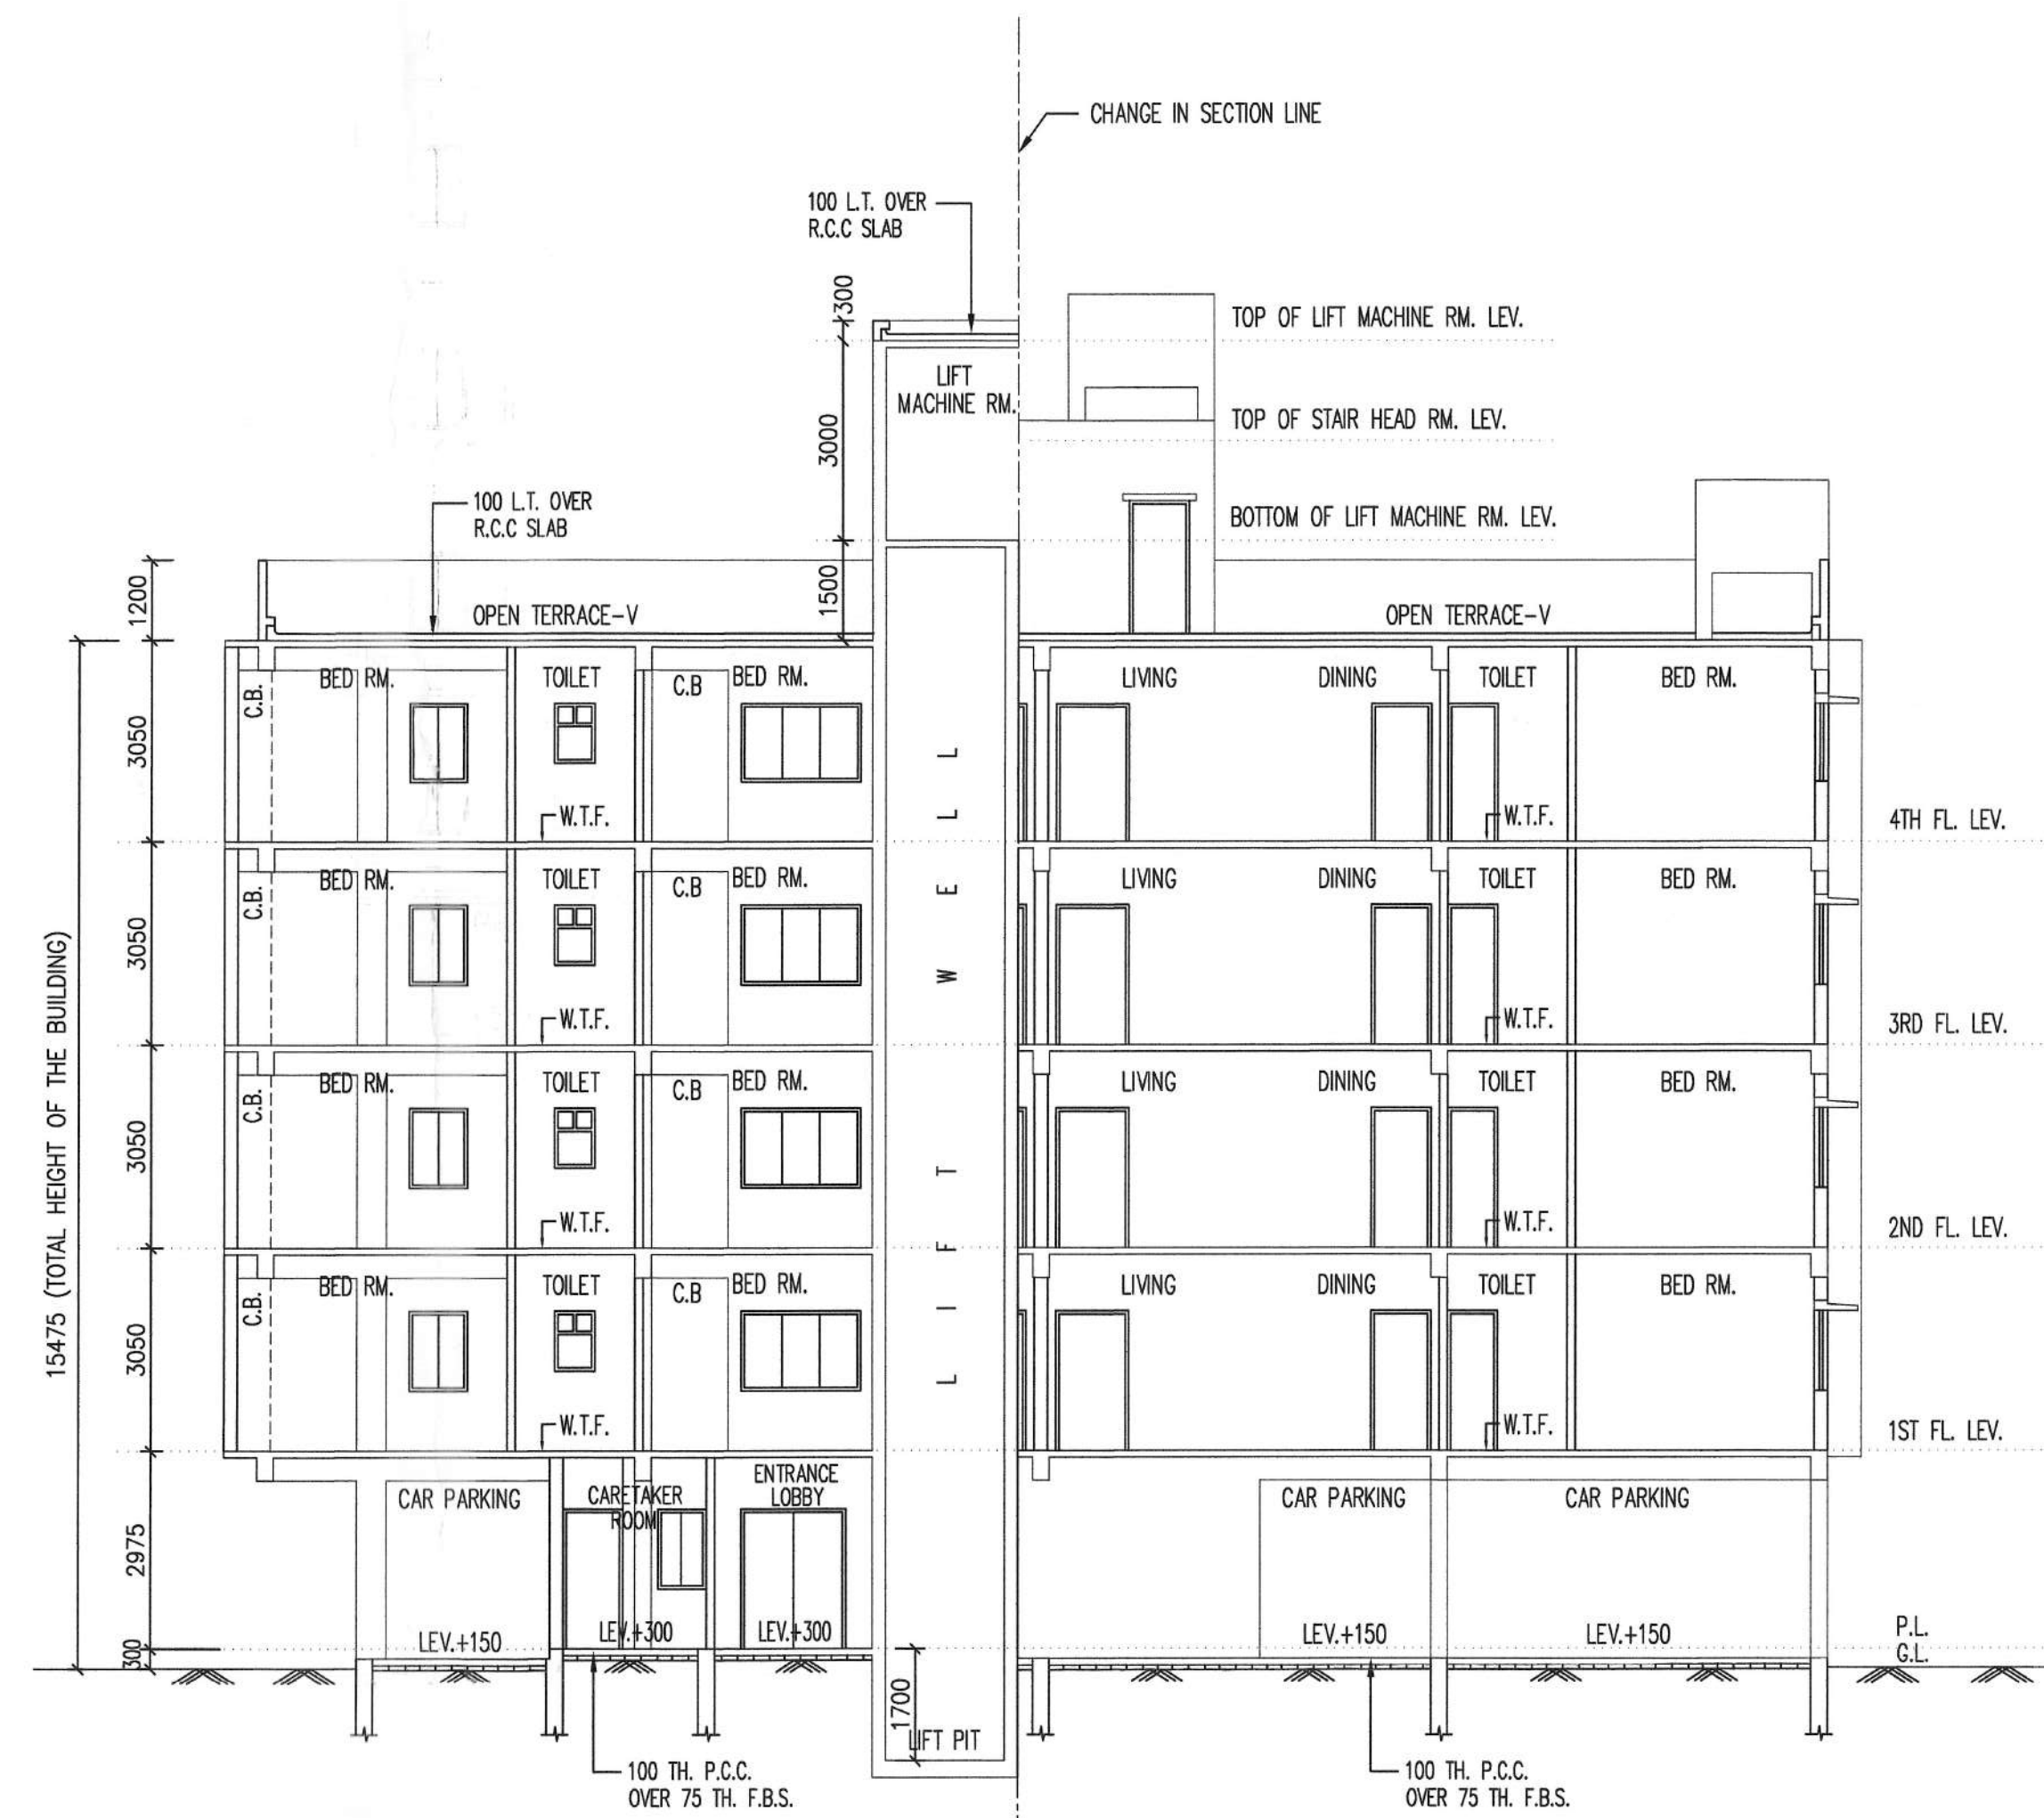 CHANGE IN SECTION LINE
100 L.T. OVER
R.C.C SLAB
300
TOP OF LIFT MACHINE RM. LEV.
LIFT
MACHINE RM.
3000
TOP OF STAIR HEAD RM. LEV.
100 L.T. OVER
R.C.C SLAB
BOTTOM OF LIFT MACHINE RM. LEV.
1200
1500
OPEN TERRACE-V
OPEN TERRACE-V
15475 (TOTAL HEIGHT OF THE BUILDING)
LIFT WELL
3050
C.B.
BED RM.
TOILET
C.B
BED RM.
LIVING
DINING
TOILET
BED RM.
W.T.F.
W.T.F.
4TH FL. LEV.
3050
C.B.
BED RM.
TOILET
C.B
BED RM.
LIVING
DINING
TOILET
BED RM.
W.T.F.
W.T.F.
3RD FL. LEV.
3050
C.B.
BED RM.
TOILET
C.B
BED RM.
LIVING
DINING
TOILET
BED RM.
W.T.F.
W.T.F.
2ND FL. LEV.
3050
C.B.
BED RM.
TOILET
C.B
BED RM.
LIVING
DINING
TOILET
BED RM.
W.T.F.
W.T.F.
1ST FL. LEV.
2975
CAR PARKING
CARETAKER
ROOM
ENTRANCE
LOBBY
CAR PARKING
CAR PARKING
300
LEV.+150
LEV.+300
LEV.+300
LEV.+150
LEV.+150
P.L.
G.L.
1700
LIFT PIT
100 TH. P.C.C.
OVER 75 TH. F.B.S.
100 TH. P.C.C.
OVER 75 TH. F.B.S.